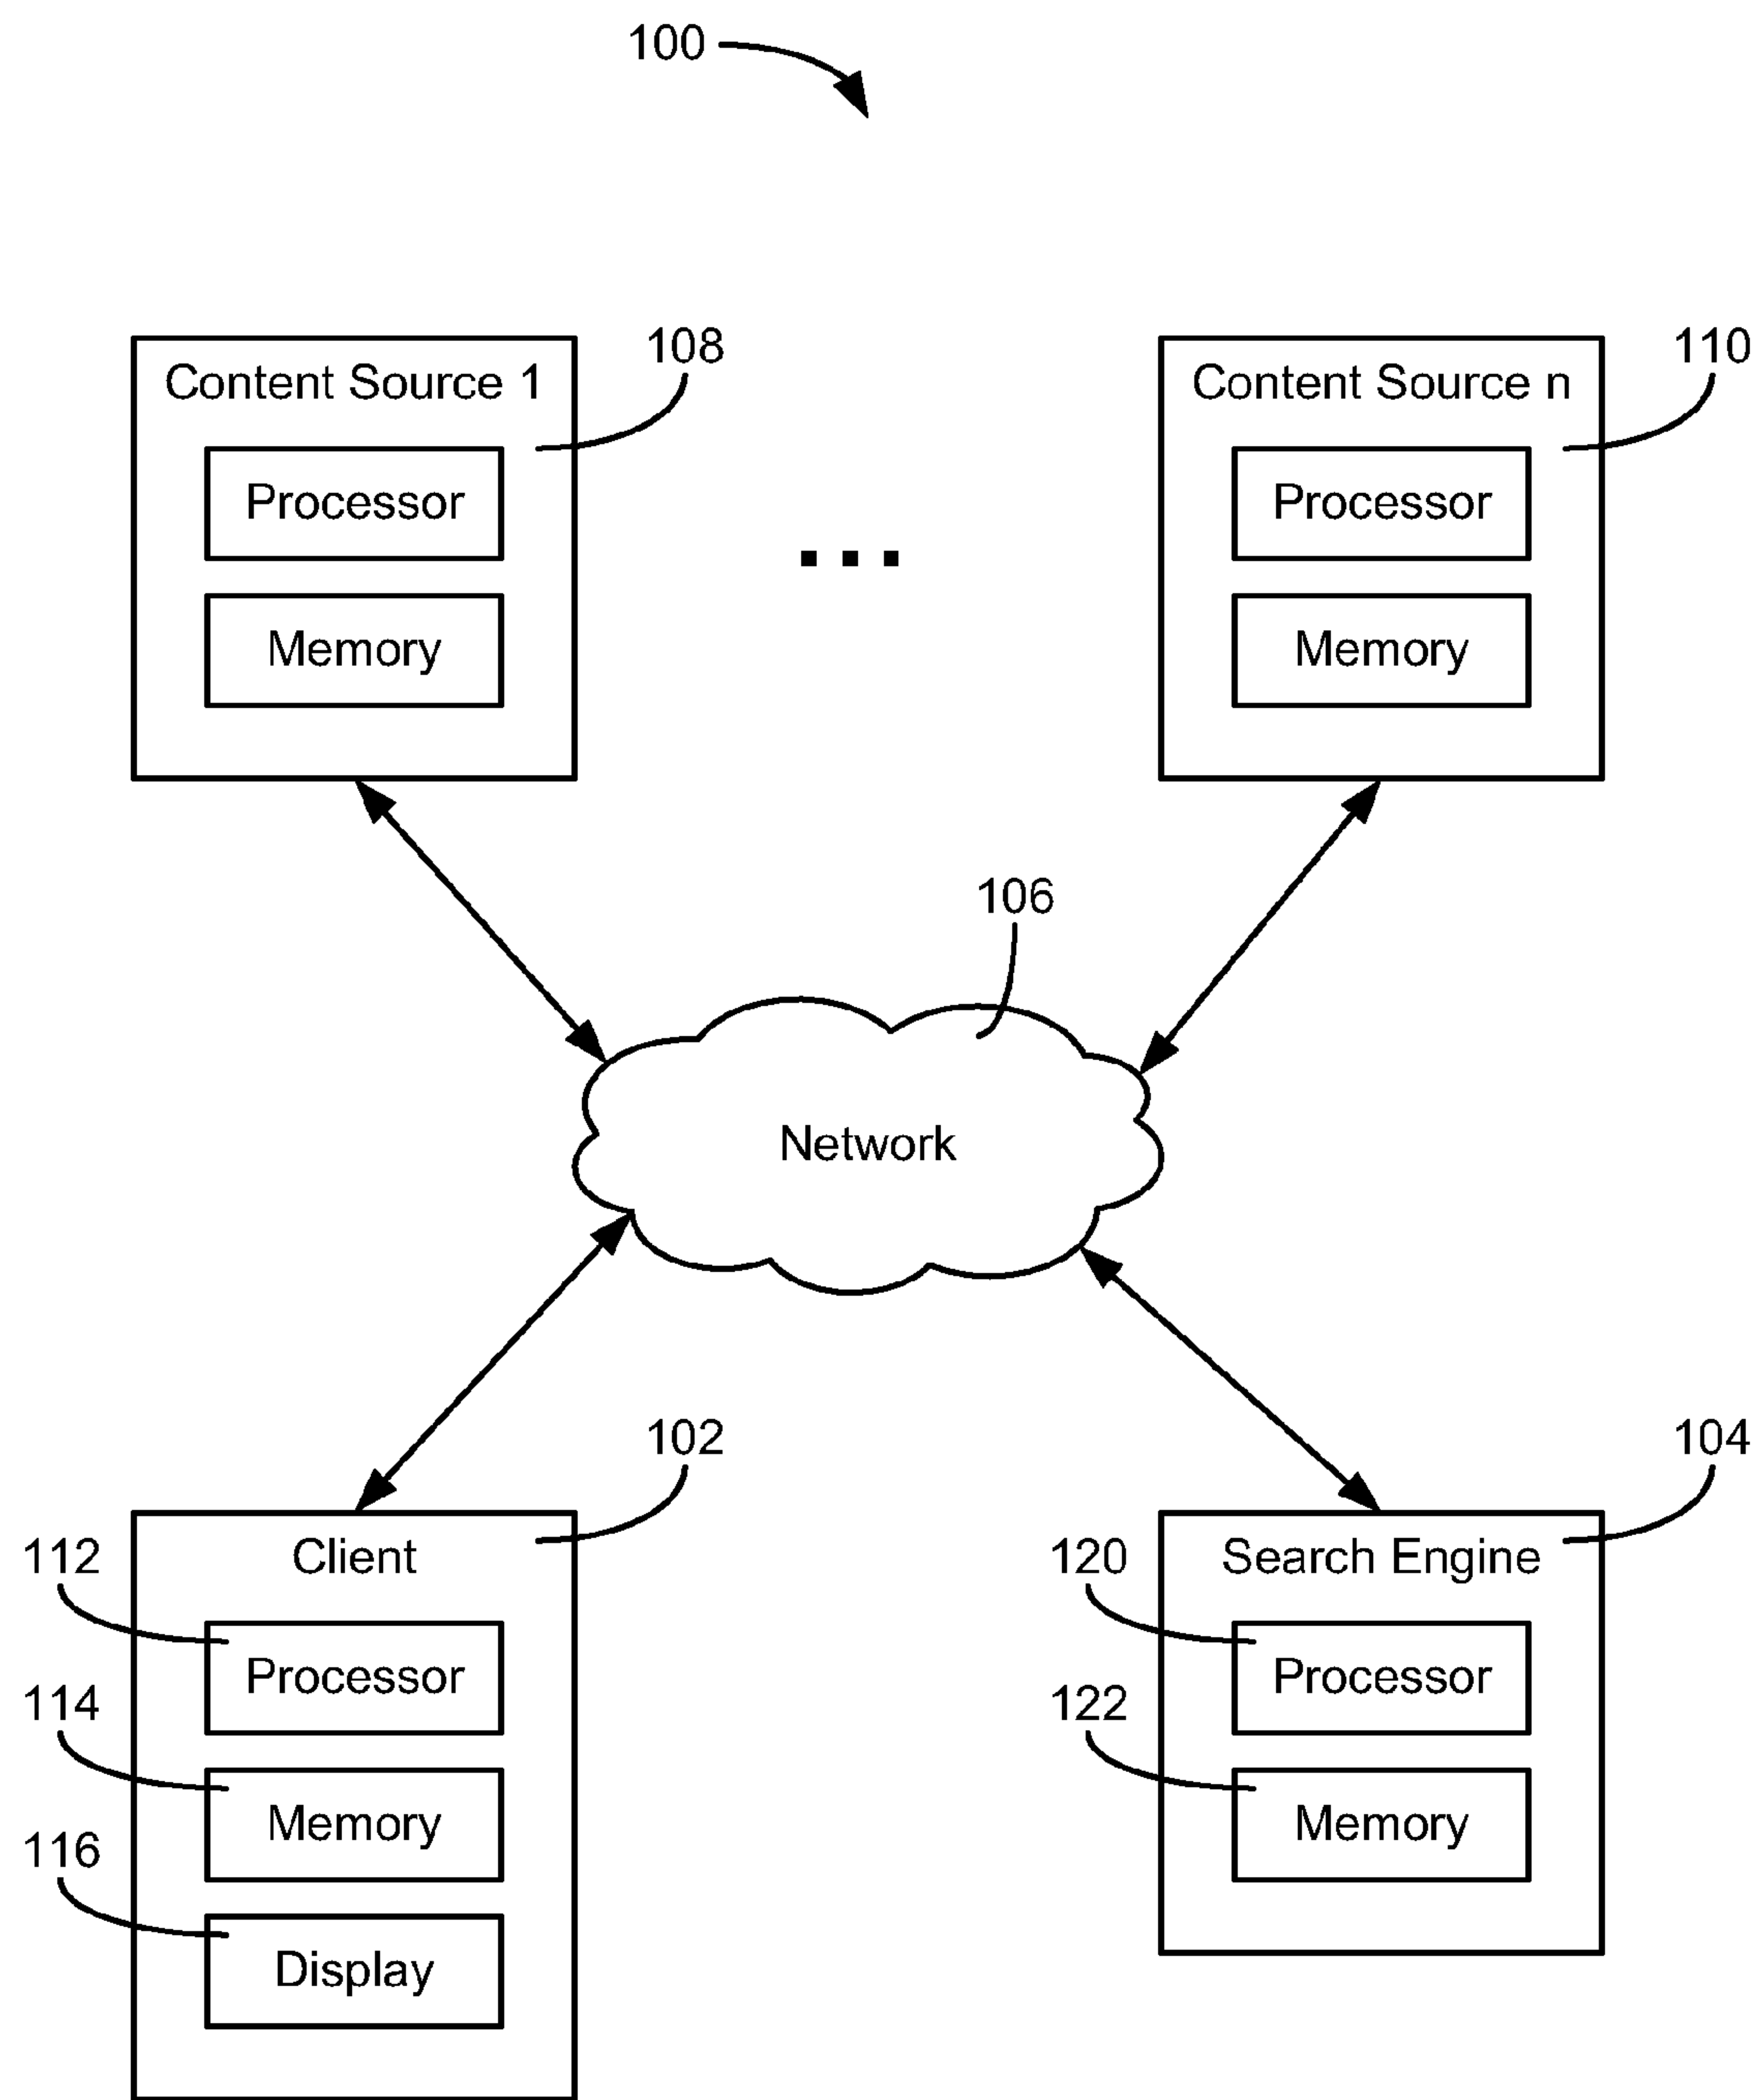 100
108
110
Content Source 1
Content Source n
Processor
Processor
Memory
Memory
106
Network
102
104
112
Client
120
Search Engine
Processor
Processor
114
122
Memory
Memory
116
Display